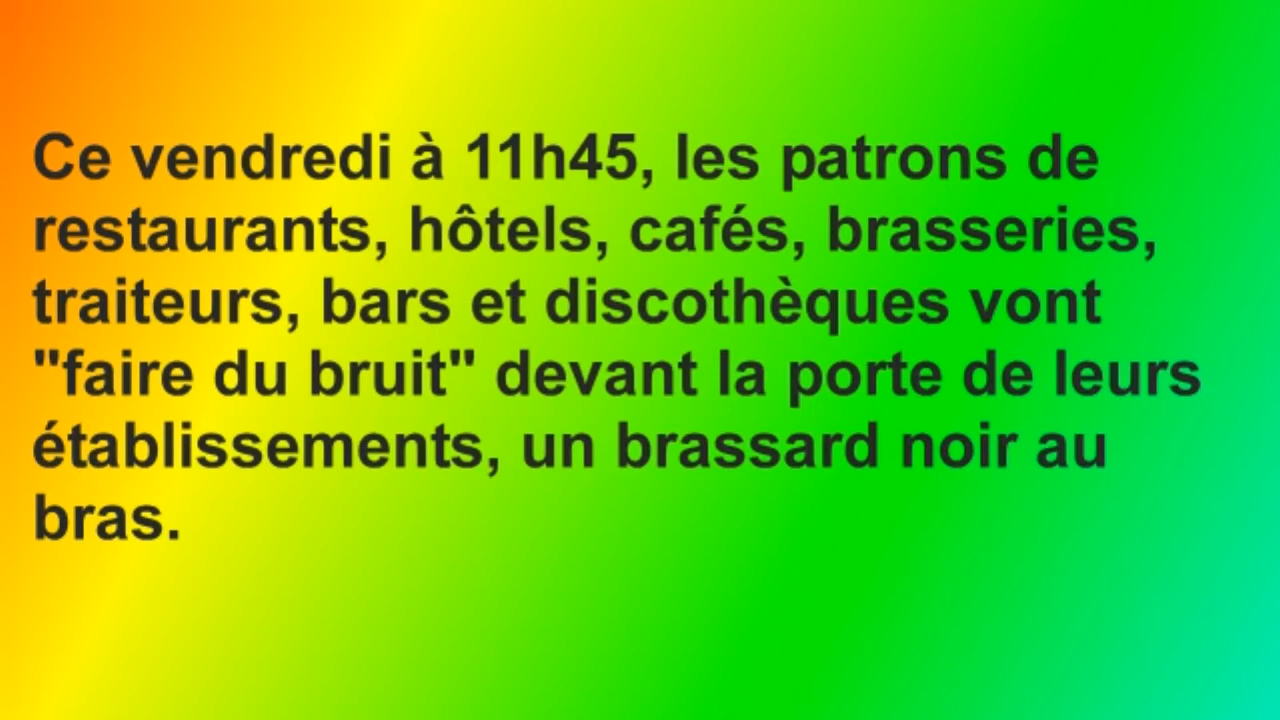 Ce vendredi à 11h45, les patrons de
restaurants, hôtels, cafés, brasseries,
traiteurs, bars et discothèques vont
"faire du bruit" devant la porte de leurs
établissements, un brassard noir au
bras.